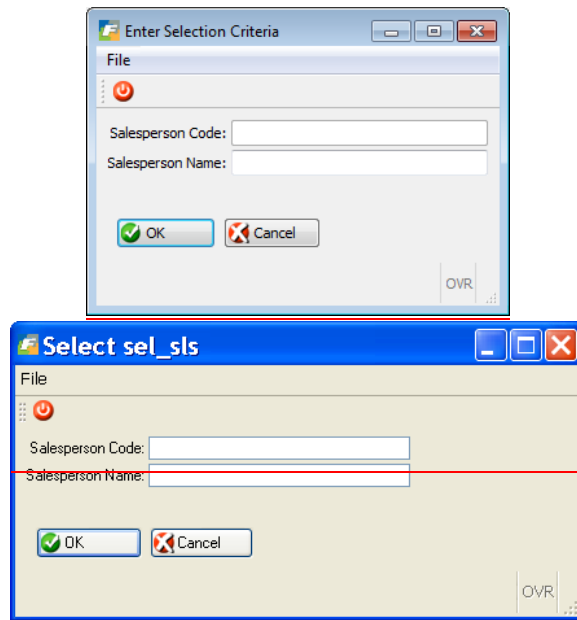 Enter Selection Criteria
File
Salesperson Code:
Salesperson Name:
OK Cancel
OVR
Select sel_sls
File
Salesperson Code:
Salesperson Name:
OK Cancel
OVR